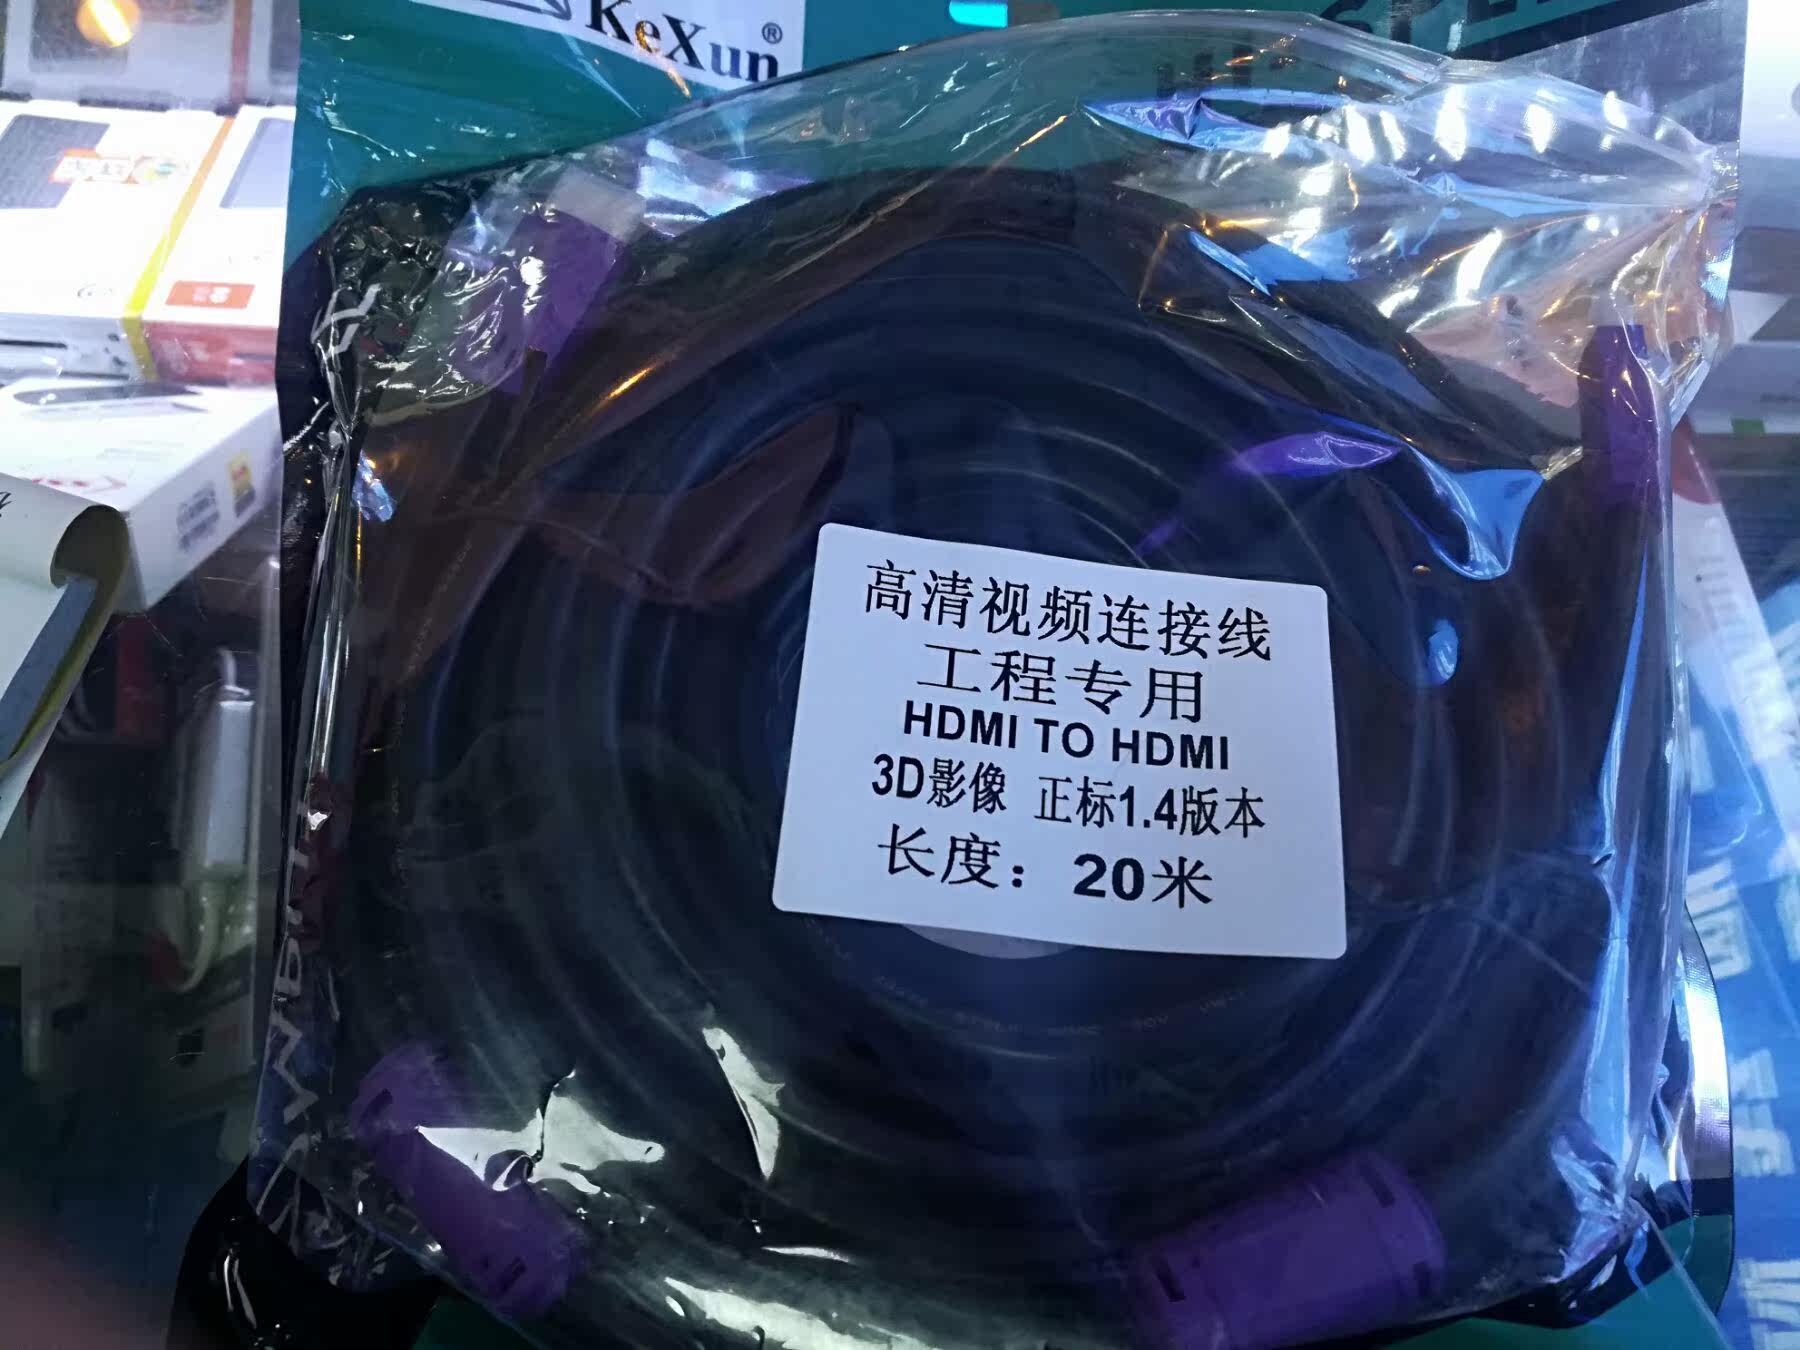 KeXun®
高清视频连接线
工程专用
HDMI TO HDMI
3D影像 正标1.4版本
长度：20米